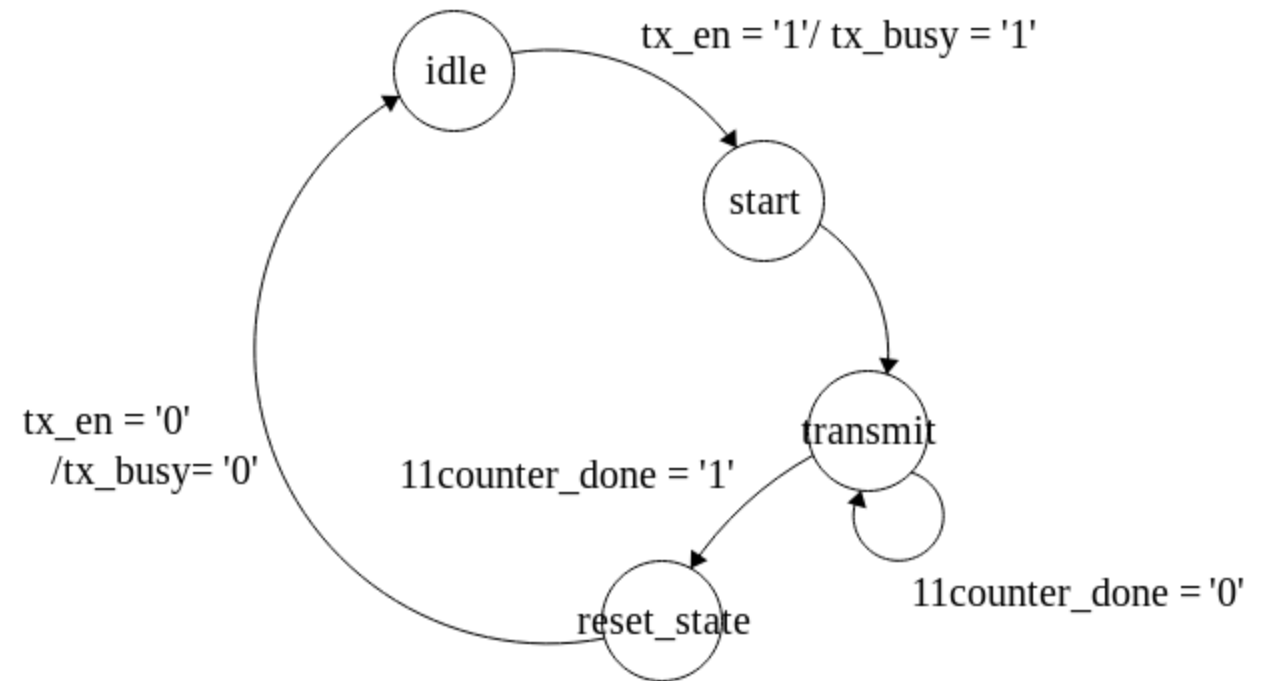 tx_en = '1'/ tx_busy = '1'
idle
start
tx_en = '0'
/tx_busy= '0'
transmit
11counter_done = '1'
11counter_done = '0'
reset_state